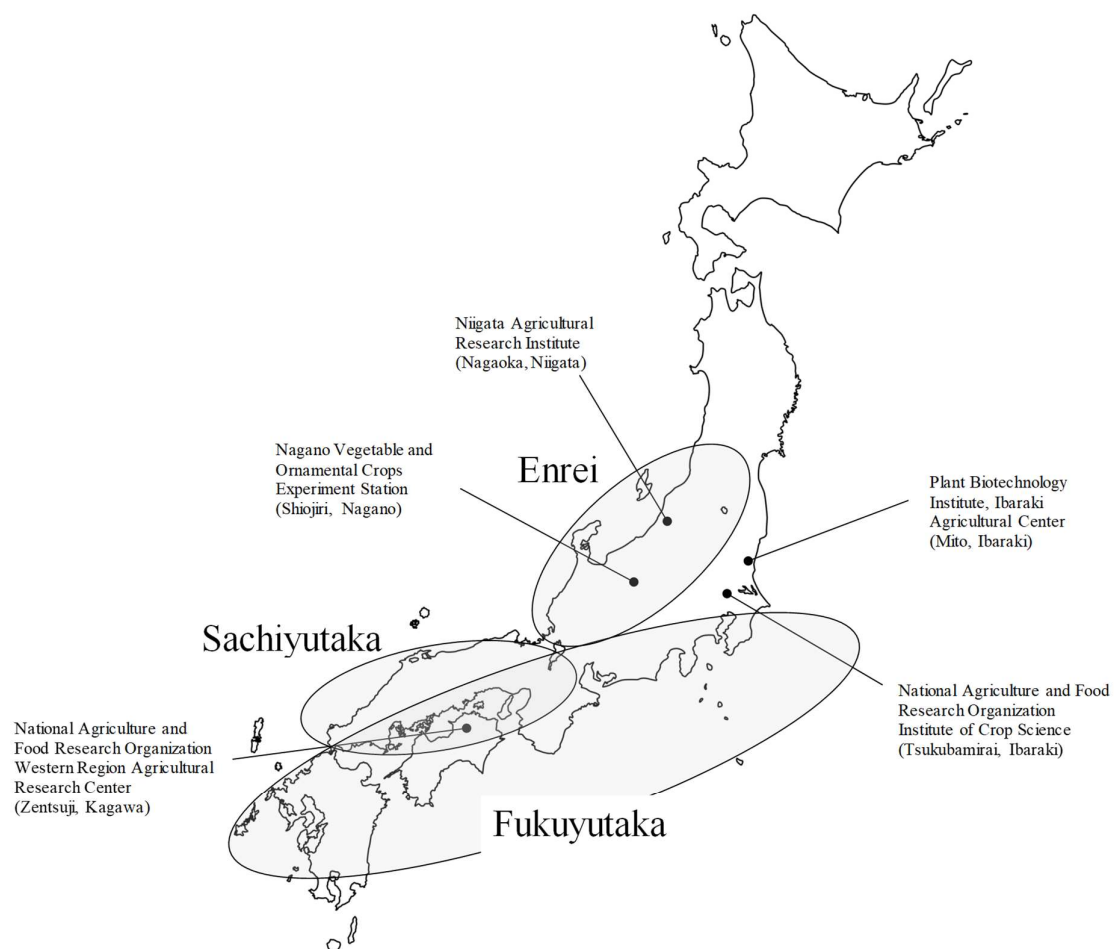 Niigata Agricultural
Research Institute
(Nagaoka, Niigata)
Nagano Vegetable and
Ornamental Crops
Experiment Station
(Shiojiri, Nagano)
Enrei
Plant Biotechnology
Institute, Ibaraki
Agricultural Center
(Mito, Ibaraki)
Sachiyutaka
National Agriculture and Food
Research Organization
Institute of Crop Science
(Tsukubamirai, Ibaraki)
National Agriculture and
Food Research Organization
Western Region Agricultural
Research Center
(Zentsuji, Kagawa)
Fukuyutaka